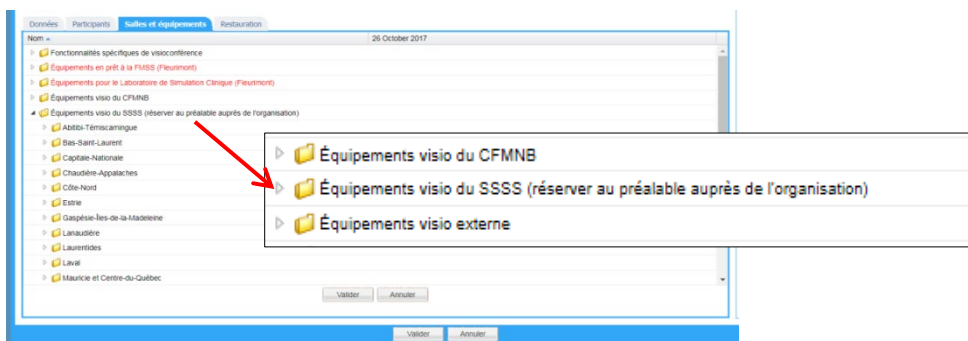 Données Participants Salles et équipements Restauration
Nom 26 October 2017
Fonctionnalités spécifiques de visioconférence
Équipements en prêt à la FMSS (Fleurimont)
Équipements pour le Laboratoire de Simulation Clinique (Fleurimont)
Équipements visio du CFMNB
Équipements visio du SSSS (réserver au préalable auprès de l'organisation)
Abitibi-Témiscamingue
Bas-Saint-Laurent
Capitale-Nationale
Chaudière-Appalaches
Côte-Nord
Estrie
Gaspésie-Îles-de-la-Madeleine
Lanaudière
Laurentides
Laval
Mauricie et Centre-du-Québec
Valider Annuler
Valider Annuler
Équipements visio du CFMNB
Équipements visio du SSSS (réserver au préalable auprès de l'organisation)
Équipements visio externe